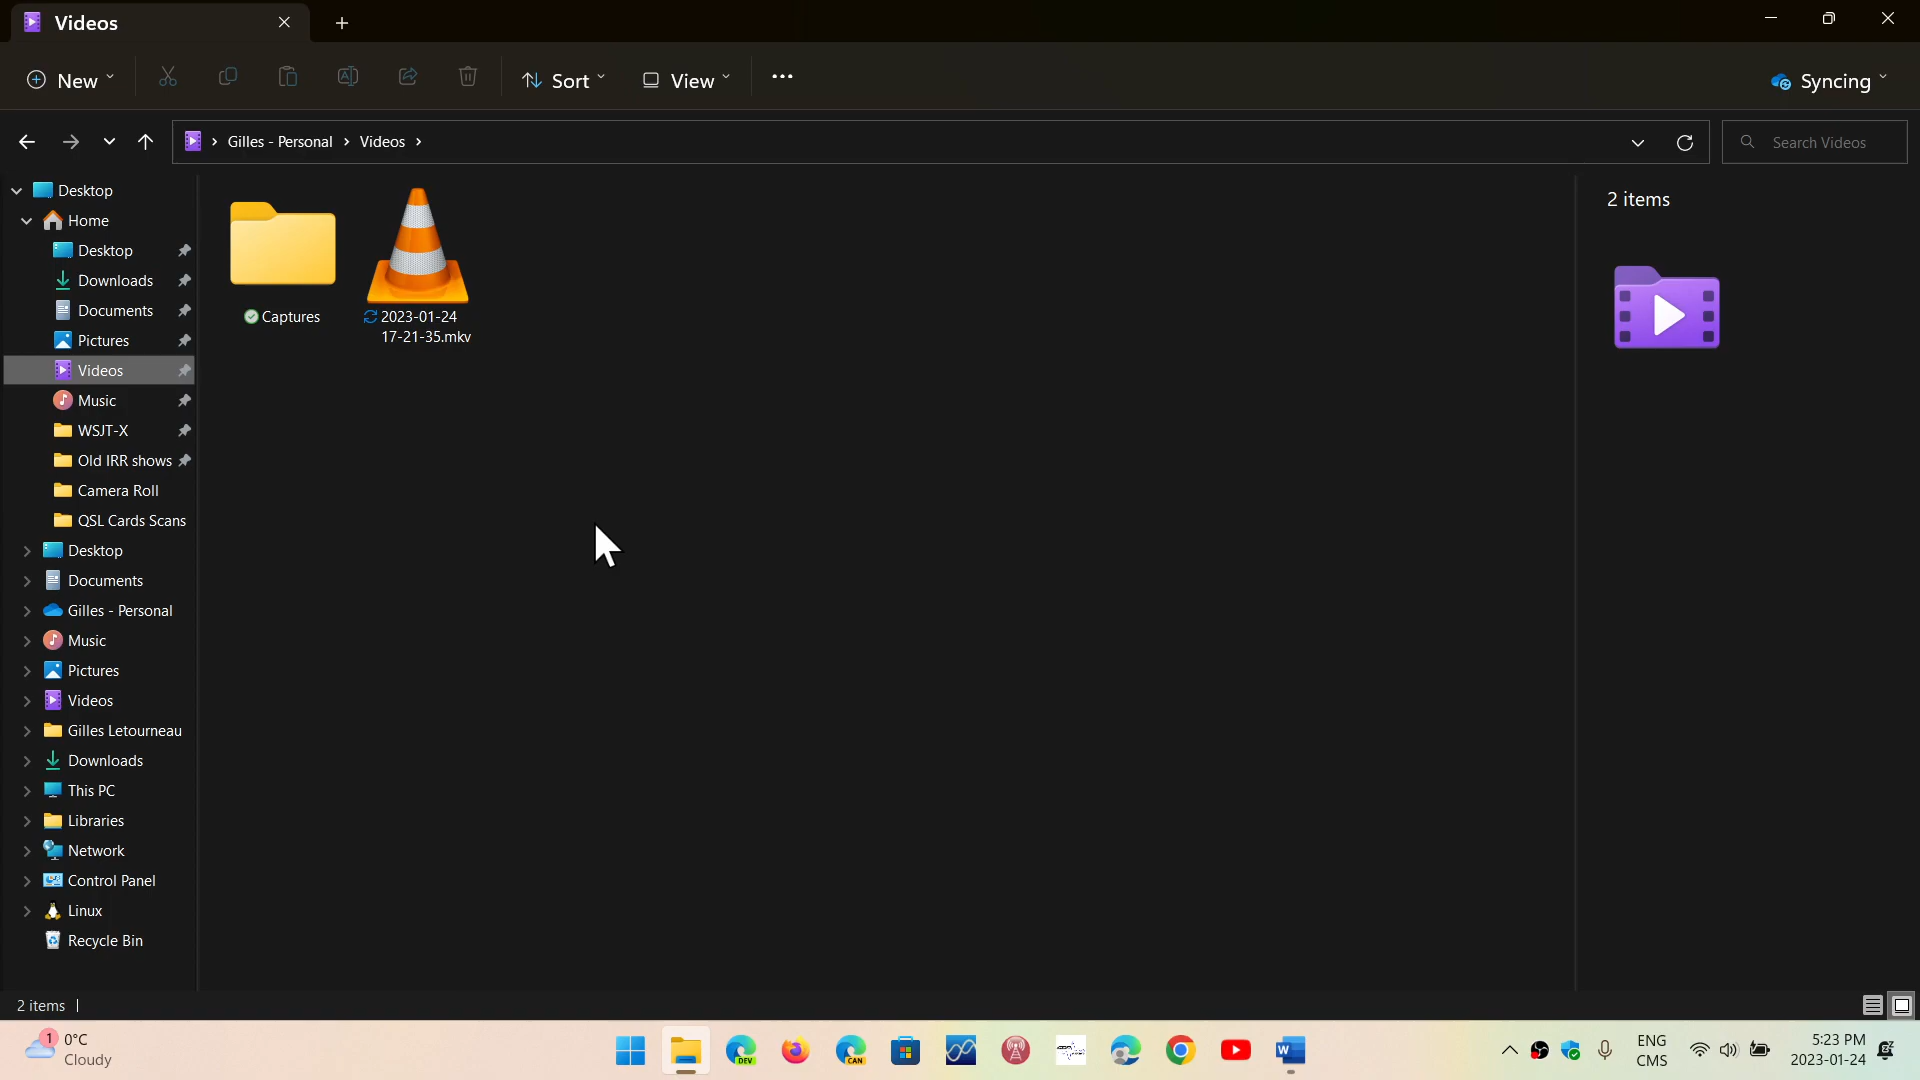 Videos
New
Sort
View
Syncing
Gilles - Personal
Videos
Search Videos
Desktop
Home
Desktop
Downloads
Documents
Pictures
Videos
Music
WSJT-X
Old IRR shows
Camera Roll
QSL Cards Scans
Desktop
Documents
Gilles - Personal
Music
Pictures
Videos
Gilles Letourneau
Downloads
This PC
Libraries
Network
Control Panel
Linux
Recycle Bin
Captures
2023-01-24
17-21-35.mkv
2 items
2 items
1
0°C
Cloudy
DEV
CAN
ENG
CMS
5:23 PM
2023-01-24